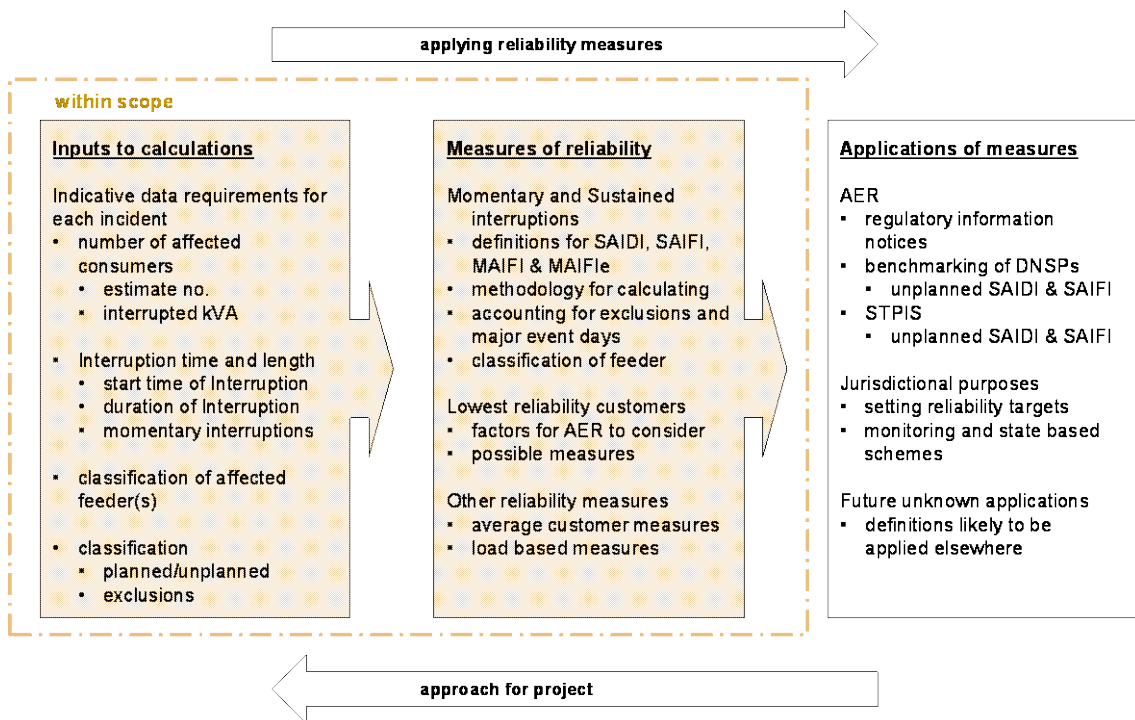 applying reliability measures
within scope
Inputs to calculations
Indicative data requirements for
each incident
• number of affected
consumers
▪ estimate no.
▪ interrupted kVA
• Interruption time and length
• start time of Interruption
• duration of Interruption
• momentary interruptions
• classification of affected
feeder(s)
• classification
▪ planned/unplanned
• exclusions
Measures of reliability
Momentary and Sustained
interruptions
• definitions for SAIDI, SAIFI,
MAIFI & MAIFIe
• methodology for calculating
• accounting for exclusions and
major event days
• classification of feeder
Lowest reliability customers
• factors for AER to consider
• possible measures
Other reliability measures
• average customer measures
• load based measures
Applications of measures
AER
▪ regulatory information
notices
▪ benchmarking of DNSPs
▪ unplanned SAIDI & SAIFI
▪ STPIS
▪ unplanned SAIDI & SAIFI
Jurisdictional purposes
▪ setting reliability targets
▪ monitoring and state based
schemes
Future unknown applications
▪ definitions likely to be
applied elsewhere
approach for project